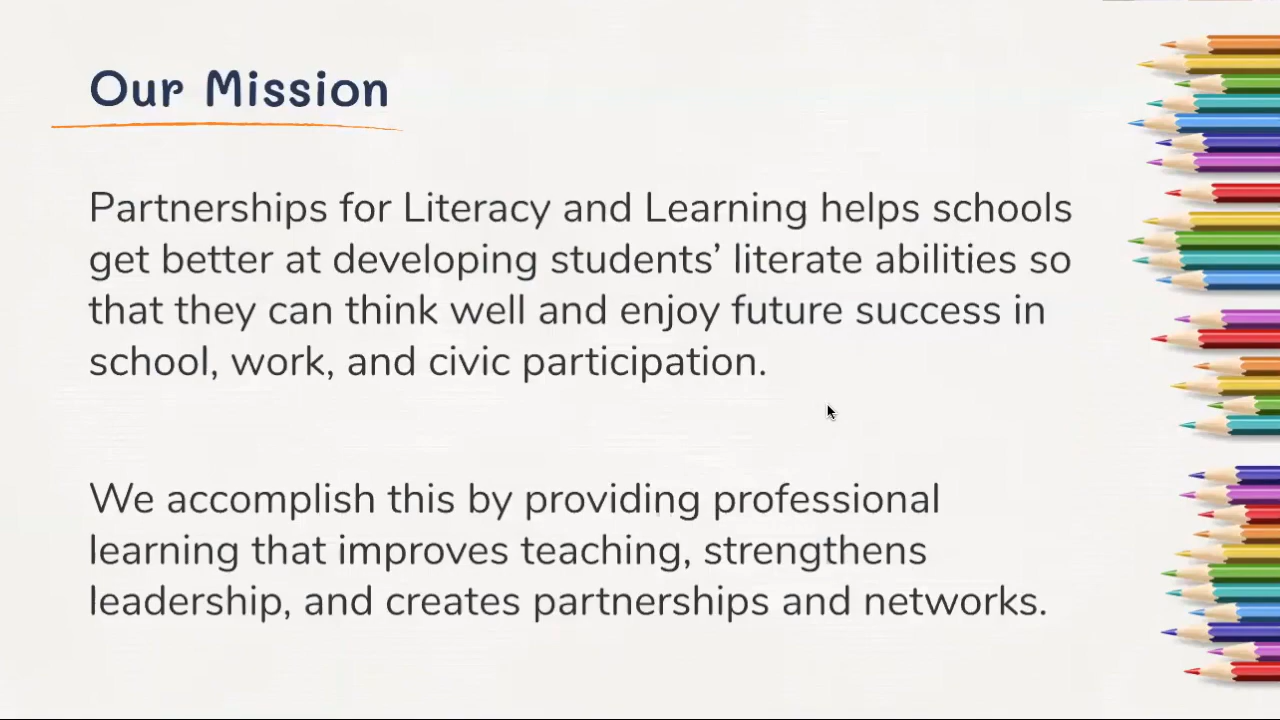 Our Mission
Partnerships for Literacy and Learning helps schools
get better at developing students’ literate abilities so
that they can think well and enjoy future success in
school, work, and civic participation.
We accomplish this by providing professional
learning that improves teaching, strengthens
leadership, and creates partnerships and networks.